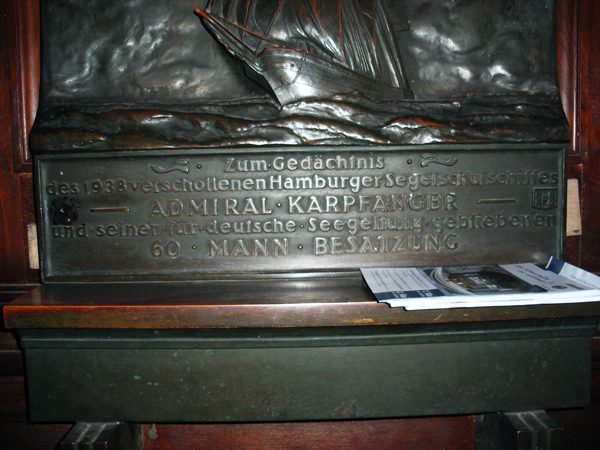 Zum·Gedächtnis
des 1938 verschollenen Hamburger Segelschulschiffes
— ADMIRAL·KARPFANGER —
und·seiner·für·deutsche·Seegeltung·gebliebenen
60·MANN·BESATZUNG